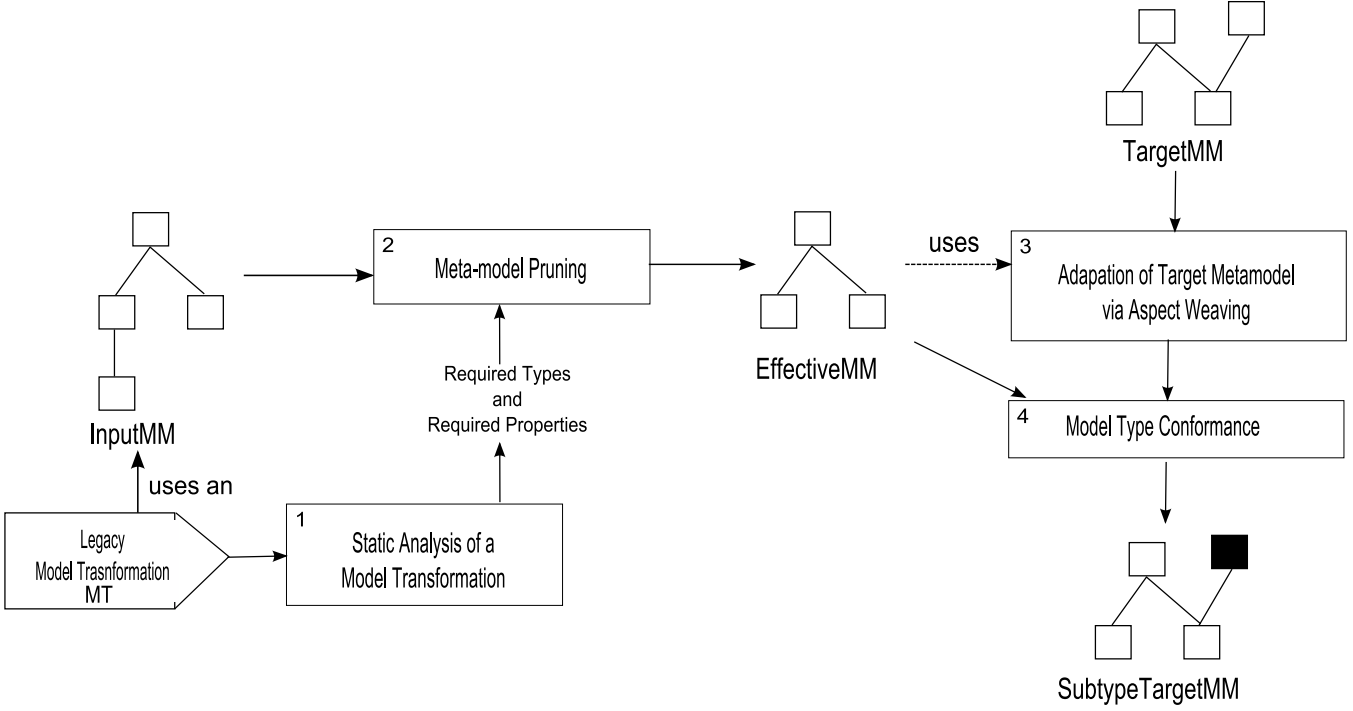 TargetMM
2
Meta-model Pruning
uses
3
Adapation of Target Metamodel
via Aspect Weaving
EffectiveMM
Required Types
and
Required Properties
4
Model Type Conformance
InputMM
uses an
Legacy
Model Trasnformation
MT
1
Static Analysis of a
Model Transformation
SubtypeTargetMM